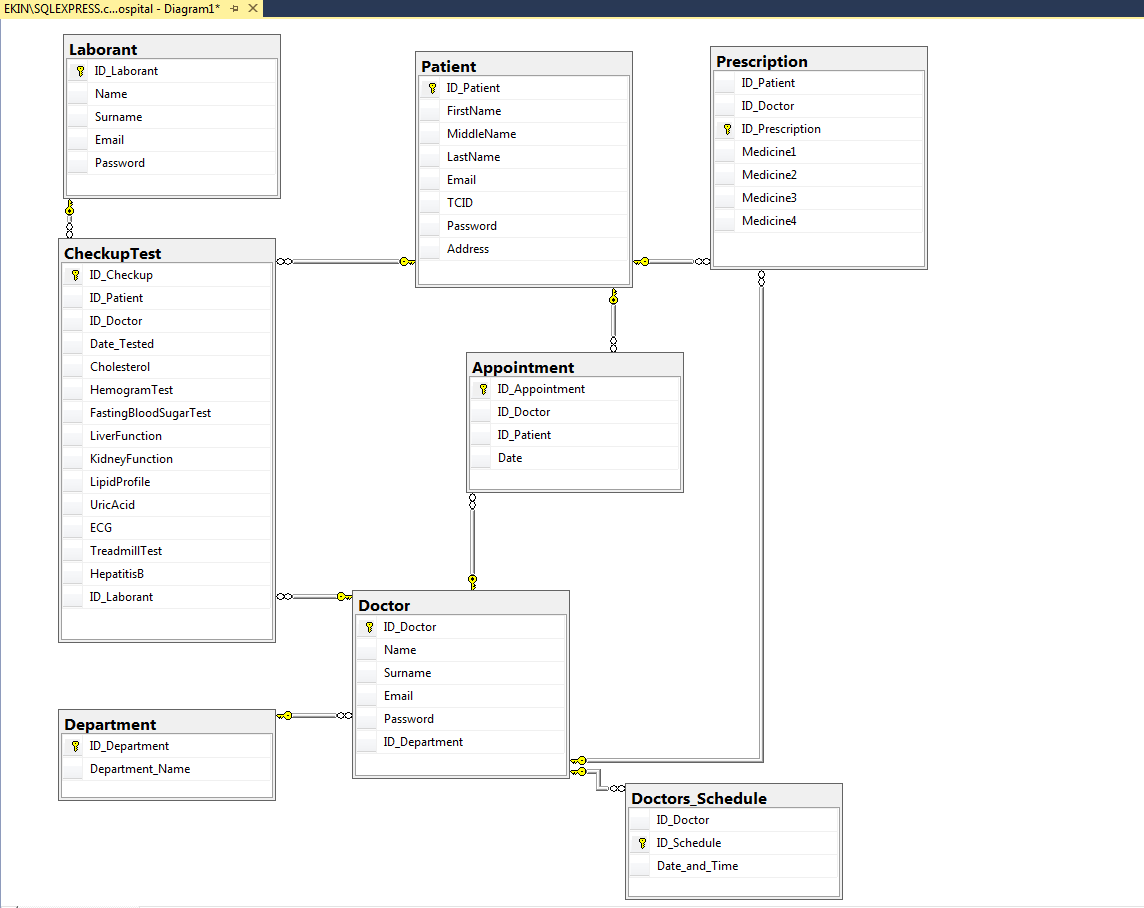 EKIN\SQLEXPRESS.c...ospital - Diagram1*
Laborant
ID_Laborant
Name
Surname
Email
Password
Patient
ID_Patient
FirstName
MiddleName
LastName
Email
TCID
Password
Address
Prescription
ID_Patient
ID_Doctor
ID_Prescription
Medicine1
Medicine2
Medicine3
Medicine4
CheckupTest
ID_Checkup
ID_Patient
ID_Doctor
Date_Tested
Cholesterol
HemogramTest
FastingBloodSugarTest
LiverFunction
KidneyFunction
LipidProfile
UricAcid
ECG
TreadmillTest
HepatitisB
ID_Laborant
Appointment
ID_Appointment
ID_Doctor
ID_Patient
Date
Doctor
ID_Doctor
Name
Surname
Email
Password
ID_Department
Department
ID_Department
Department_Name
Doctors_Schedule
ID_Doctor
ID_Schedule
Date_and_Time